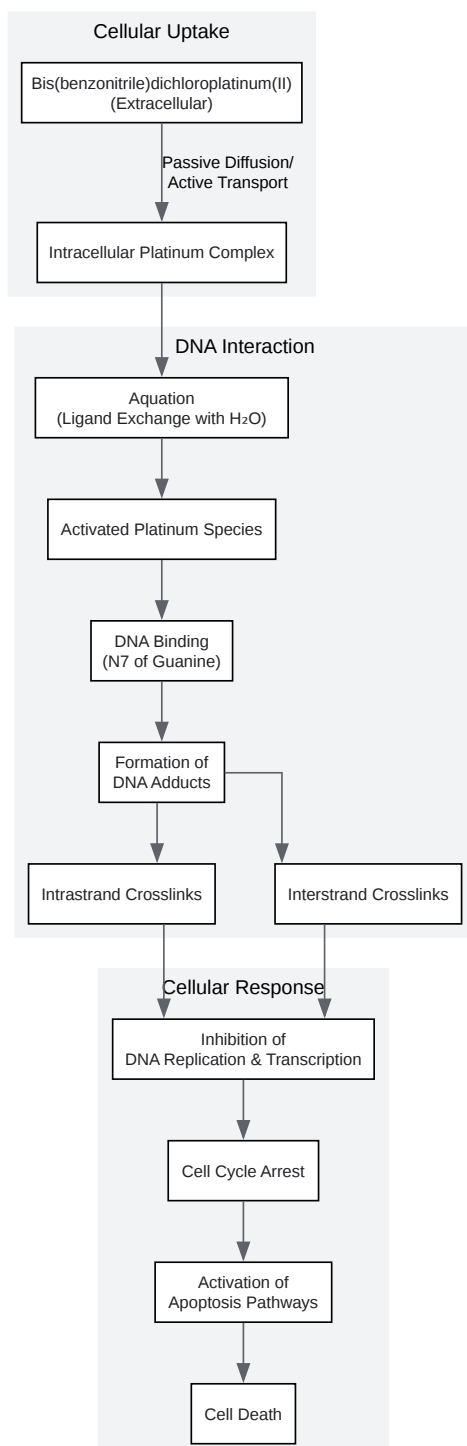 Cellular Uptake
Bis(benzonitrile)dichloroplatinum(II)
(Extracellular)
Passive Diffusion/
Active Transport
Intracellular Platinum Complex
DNA Interaction
Aquation
(Ligand Exchange with H₂O)
Activated Platinum Species
DNA Binding
(N7 of Guanine)
Formation of
DNA Adducts
Intrastrand Crosslinks
Interstrand Crosslinks
Cellular Response
Inhibition of
DNA Replication & Transcription
Cell Cycle Arrest
Activation of
Apoptosis Pathways
Cell Death